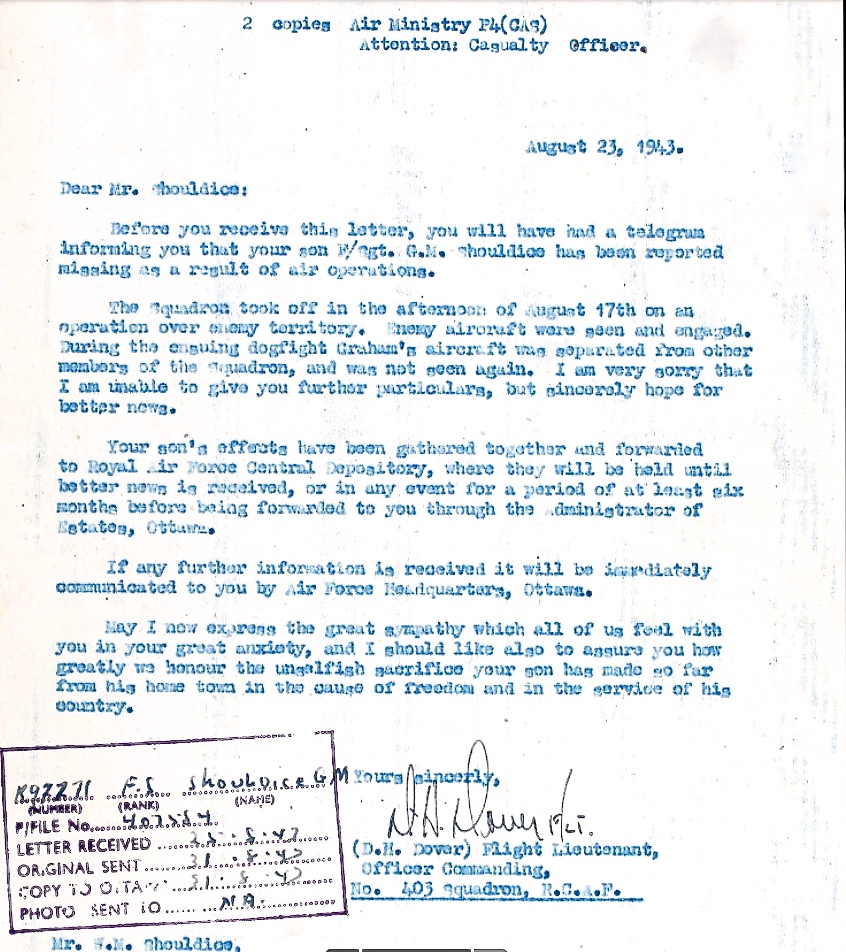 2 copies Air Ministry P4(CAS)
Attention: Casualty Officer.
August 23, 1943.
Dear Mr. Shouldice:
Before you receive this letter, you will have had a telegram
informing you that your son F/Sgt. G.M. Shouldice has been reported
missing as a result of air operations.
The Squadron took off in the afternoon of August 17th on an
operation over enemy territory. Enemy aircraft were seen and engaged.
During the ensuing dogfight Graham's aircraft was separated from other
members of the Squadron, and was not seen again. I am very sorry that
I am unable to give you further particulars, but sincerely hope for
better news.
Your son's effects have been gathered together and forwarded
to Royal Air Force Central Depository, where they will be held until
better news is received, or in any event for a period of at least six
months before being forwarded to you through the Administrator of
Estates, Ottawa.
If any further information is received it will be immediately
communicated to you by Air Force Headquarters, Ottawa.
May I now express the great sympathy which all of us feel with
you in your great anxiety, and I should like also to assure you how
greatly we honour the unselfish sacrifice your son has made so far
from his home town in the cause of freedom and in the service of his
country.
Yours sincerely,
D.H. Dover F/LT.
(D.H. Dover) Flight Lieutenant,
Officer Commanding,
No. 403 Squadron, R.C.A.F.
R92271 F.S Shouldice G M
(NUMBER) (RANK) (NAME)
P/FILE No.
LETTER RECEIVED
ORIGINAL SENT 31.8.43
COPY TO OTTAWA 31.8.43
PHOTO SENT TO N.A.
Mr. W.M. Shouldice,